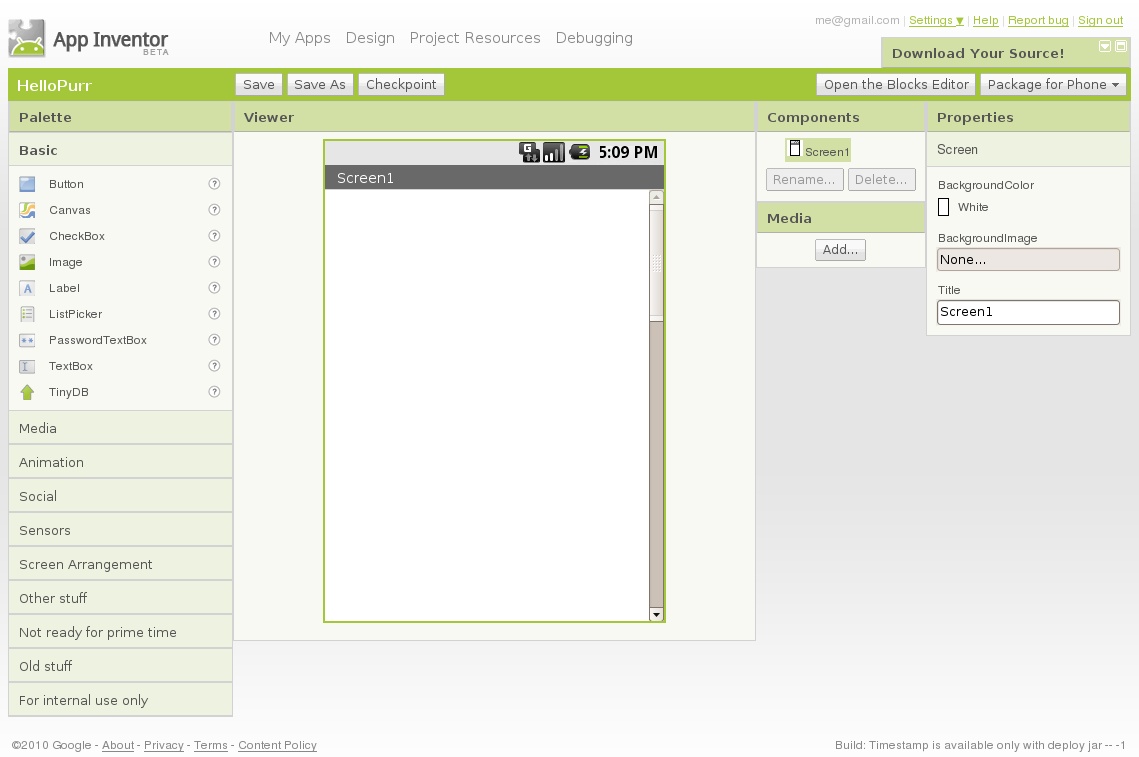 me@gmail.com | Settings ▼ | Help | Report bug | Sign out
App Inventor
BETA
My Apps Design Project Resources Debugging
Download Your Source!
HelloPurr
Save Save As Checkpoint
Open the Blocks Editor Package for Phone
Palette
Basic
Button ?
Canvas ?
CheckBox ?
Image ?
A Label ?
ListPicker ?
PasswordTextBox ?
TextBox ?
TinyDB ?
Media
Animation
Social
Sensors
Screen Arrangement
Other stuff
Not ready for prime time
Old stuff
For internal use only
Viewer
G 5:09 PM
Screen1
Components
Screen1
Rename... Delete...
Media
Add...
Properties
Screen
BackgroundColor
White
BackgroundImage
None...
Title
Screen1
©2010 Google - About - Privacy - Terms - Content Policy
Build: Timestamp is available only with deploy jar -- -1